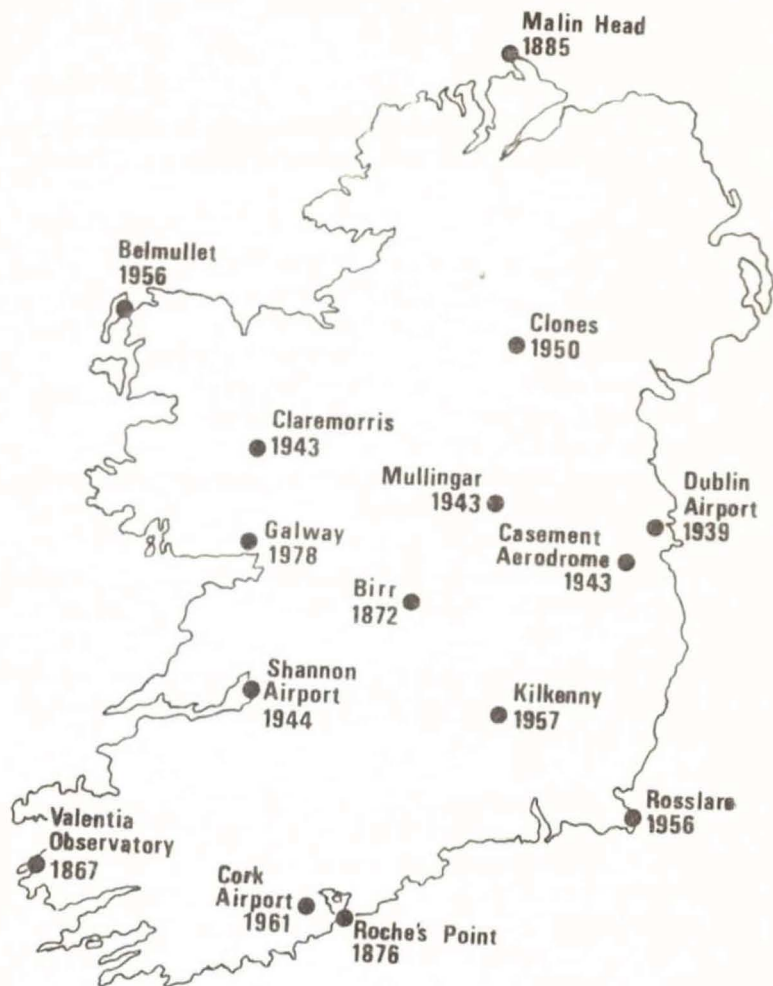 Malin Head
1885
Belmullet
1956
Clones
1950
Claremorris
1943
Mullingar
1943
Dublin
Airport
1939
Galway
1978
Casement
Aerodrome
1943
Birr
1872
Shannon
Airport
1944
Kilkenny
1957
Rosslare
1956
Valentia
Observatory
1867
Cork
Airport
1961
Roche's Point
1876